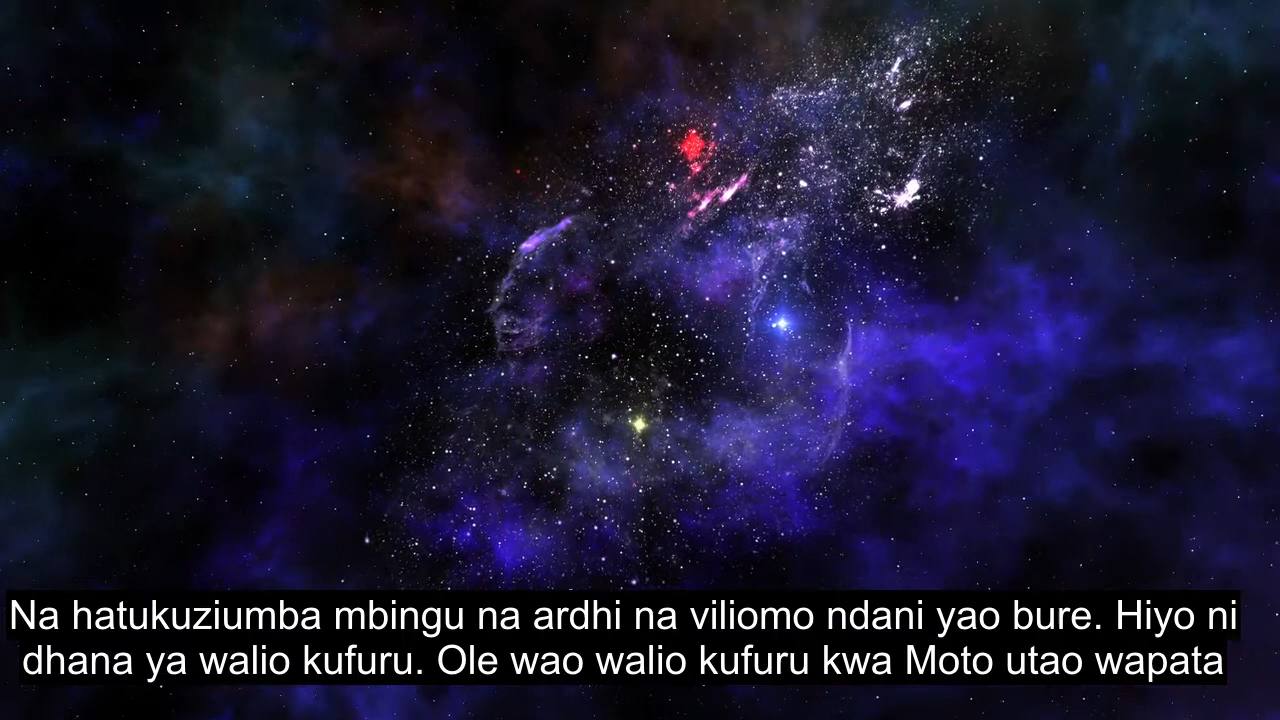 Na hatukuziumba mbingu na ardhi na viliomo ndani yao bure. Hiyo ni
dhana ya walio kufuru. Ole wao walio kufuru kwa Moto utao wapata